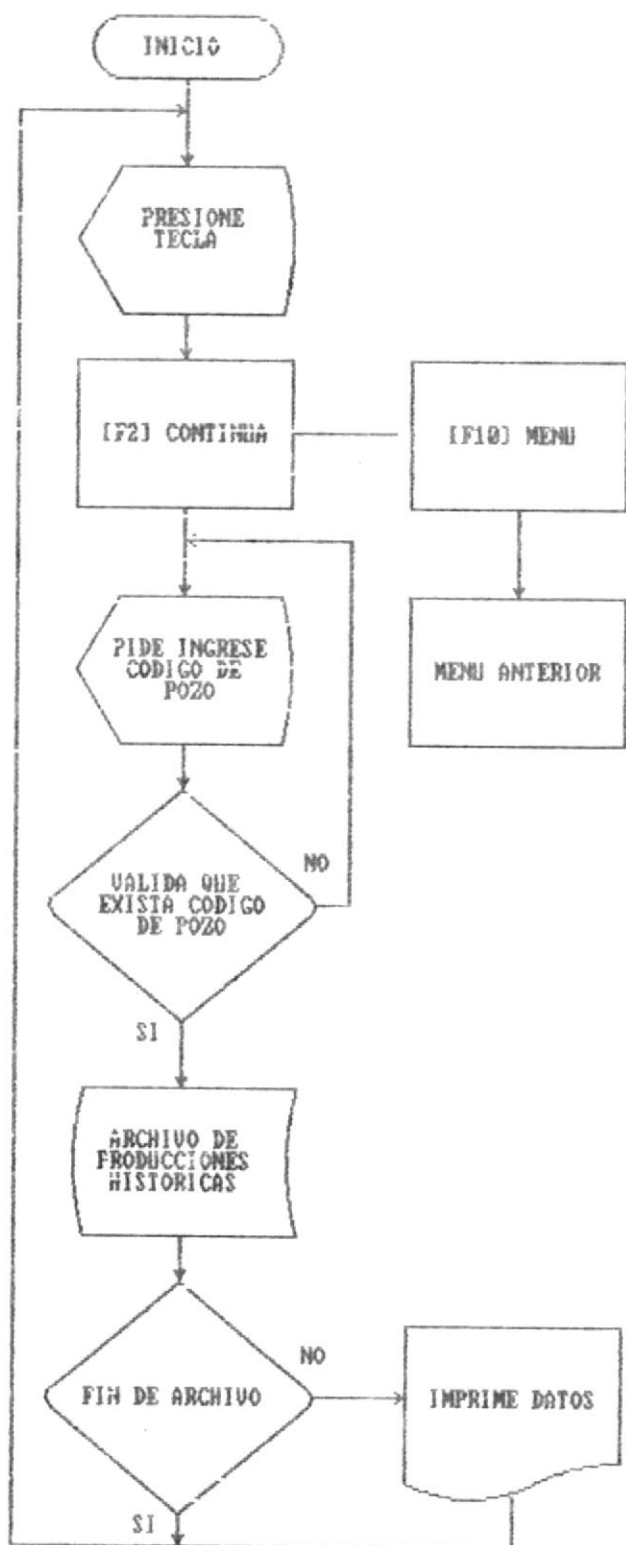 INICIO
PRESIONE
TECLA
[F2] CONTINUA
[F10] MENU
PIDE INGRESE
CODIGO DE
POZO
MENU ANTERIOR
NO
VALIDA QUE
EXISTA CODIGO
DE POZO
SI
ARCHIVO DE
PRODUCCIONES
HISTORICAS
NO
FIN DE ARCHIVO
IMPRIME DATOS
SI